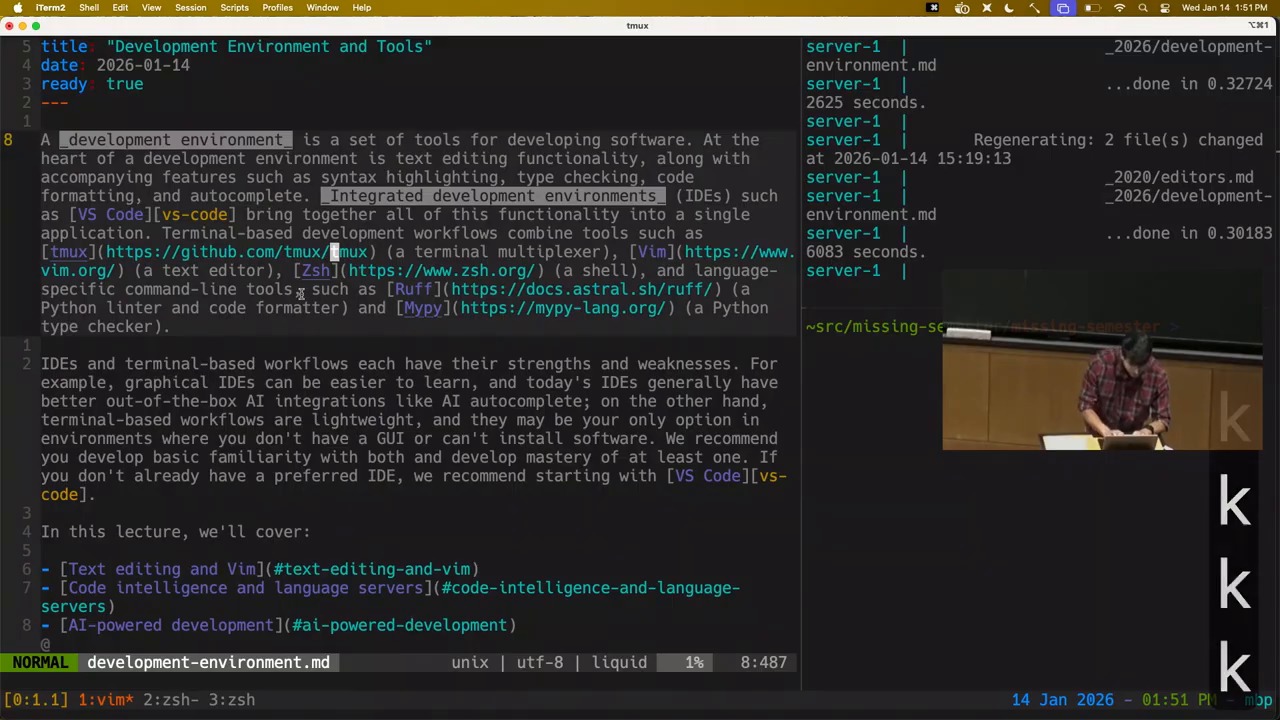 iTerm2 Shell Edit View Session Scripts Profiles Window Help Wed Jan 14 1:51 PM
tmux ⌥⌘1
5 title: "Development Environment and Tools"
4 date: 2026-01-14
3 ready: true
2 ---
1
8 A _development environment_ is a set of tools for developing software. At the
heart of a development environment is text editing functionality, along with
accompanying features such as syntax highlighting, type checking, code
formatting, and autocomplete. _Integrated development environments_ (IDEs) such
as [VS Code][vs-code] bring together all of this functionality into a single
application. Terminal-based development workflows combine tools such as
[tmux](https://github.com/tmux/tmux) (a terminal multiplexer), [Vim](https://www.
vim.org/) (a text editor), [Zsh](https://www.zsh.org/) (a shell), and language-
specific command-line tools, such as [Ruff](https://docs.astral.sh/ruff/) (a
Python linter and code formatter) and [Mypy](https://mypy-lang.org/) (a Python
type checker).
1
2 IDEs and terminal-based workflows each have their strengths and weaknesses. For
example, graphical IDEs can be easier to learn, and today's IDEs generally have
better out-of-the-box AI integrations like AI autocomplete; on the other hand,
terminal-based workflows are lightweight, and they may be your only option in
environments where you don't have a GUI or can't install software. We recommend
you develop basic familiarity with both and develop mastery of at least one. If
you don't already have a preferred IDE, we recommend starting with [VS Code][vs-
code].
3
4 In this lecture, we'll cover:
5
6 - [Text editing and Vim](#text-editing-and-vim)
7 - [Code intelligence and language servers](#code-intelligence-and-language-
servers)
8 - [AI-powered development](#ai-powered-development)
@
NORMAL development-environment.md unix | utf-8 | liquid 1% 8:487
server-1 | _2026/development-
environment.md
server-1 | ...done in 0.32724
2625 seconds.
server-1 |
server-1 | Regenerating: 2 file(s) changed
at 2026-01-14 15:19:13
server-1 | _2020/editors.md
server-1 | _2026/development-
environment.md
server-1 | ...done in 0.30183
6083 seconds.
server-1 |
~src/missing-semester/missing-semester >
k
k
k
k
[0:1.1] 1:vim* 2:zsh- 3:zsh 14 Jan 2026 - 01:51 PM - mbp